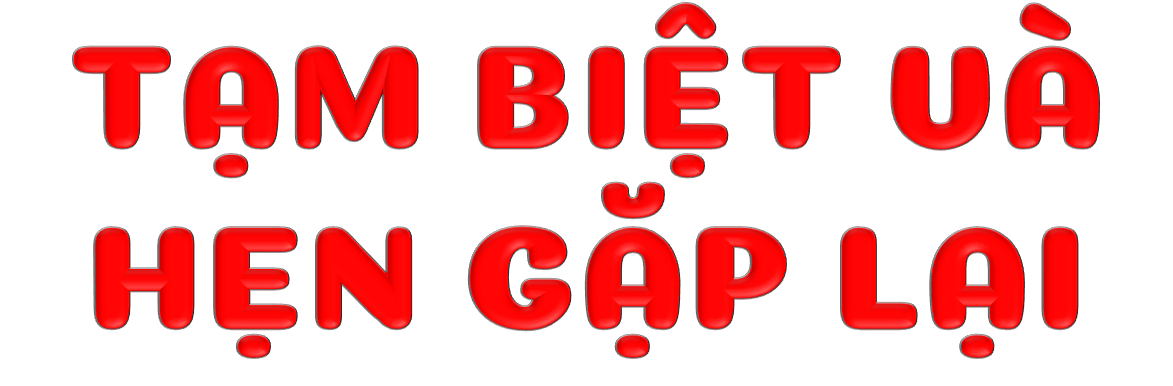 TẠM BIỆT UÀ
HẸN GẶP LẠI